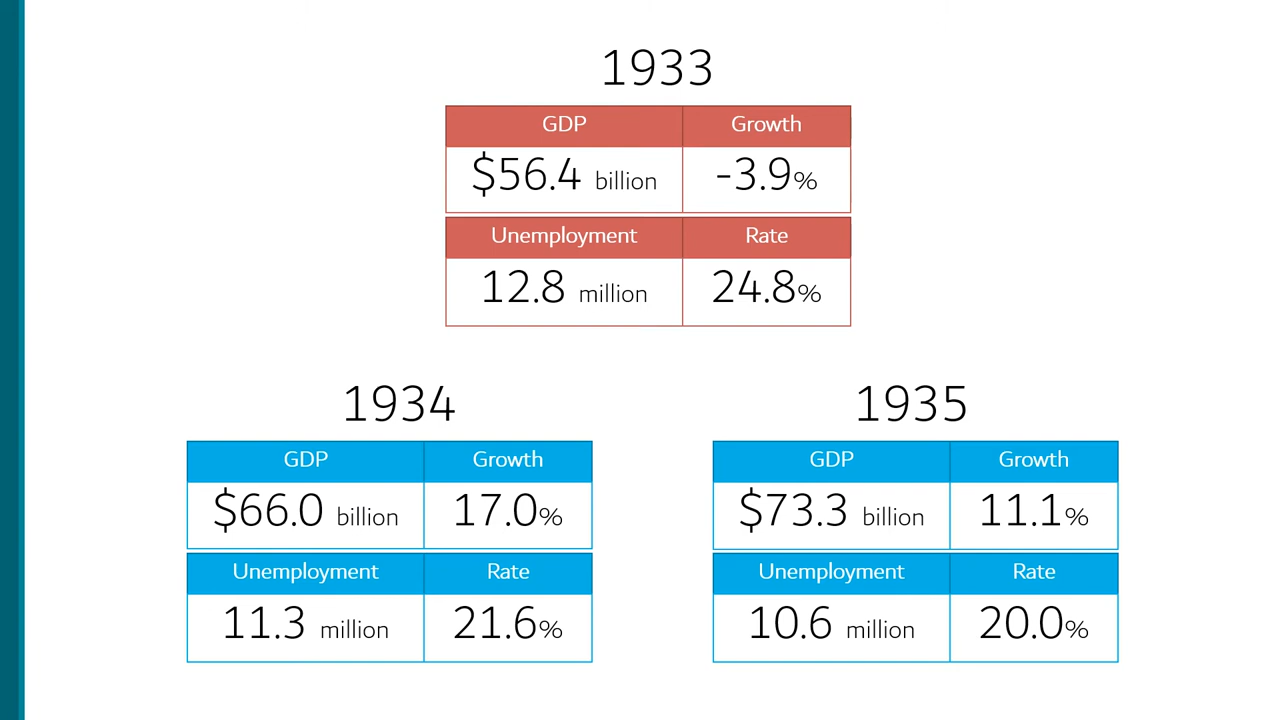 1933
GDP Growth
$56.4 billion -3.9%
Unemployment Rate
12.8 million 24.8%
1934
GDP Growth
$66.0 billion 17.0%
Unemployment Rate
11.3 million 21.6%
1935
GDP Growth
$73.3 billion 11.1%
Unemployment Rate
10.6 million 20.0%